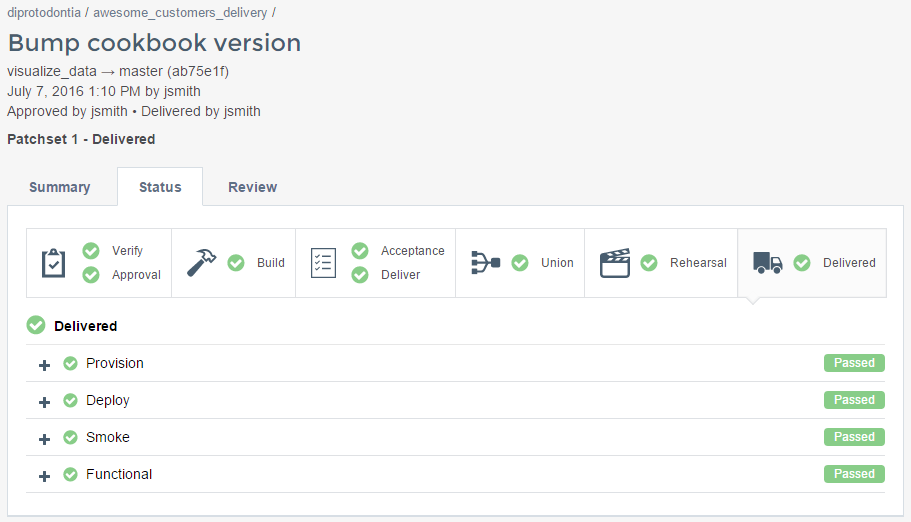 diprotodontia / awesome_customers_delivery /
Bump cookbook version
visualize_data → master (ab75e1f)
July 7, 2016 1:10 PM by jsmith
Approved by jsmith • Delivered by jsmith
Patchset 1 - Delivered
Summary Status Review
Verify
Approval
Build
Acceptance
Deliver
Union
Rehearsal
Delivered
Delivered
Provision Passed
Deploy Passed
Smoke Passed
Functional Passed